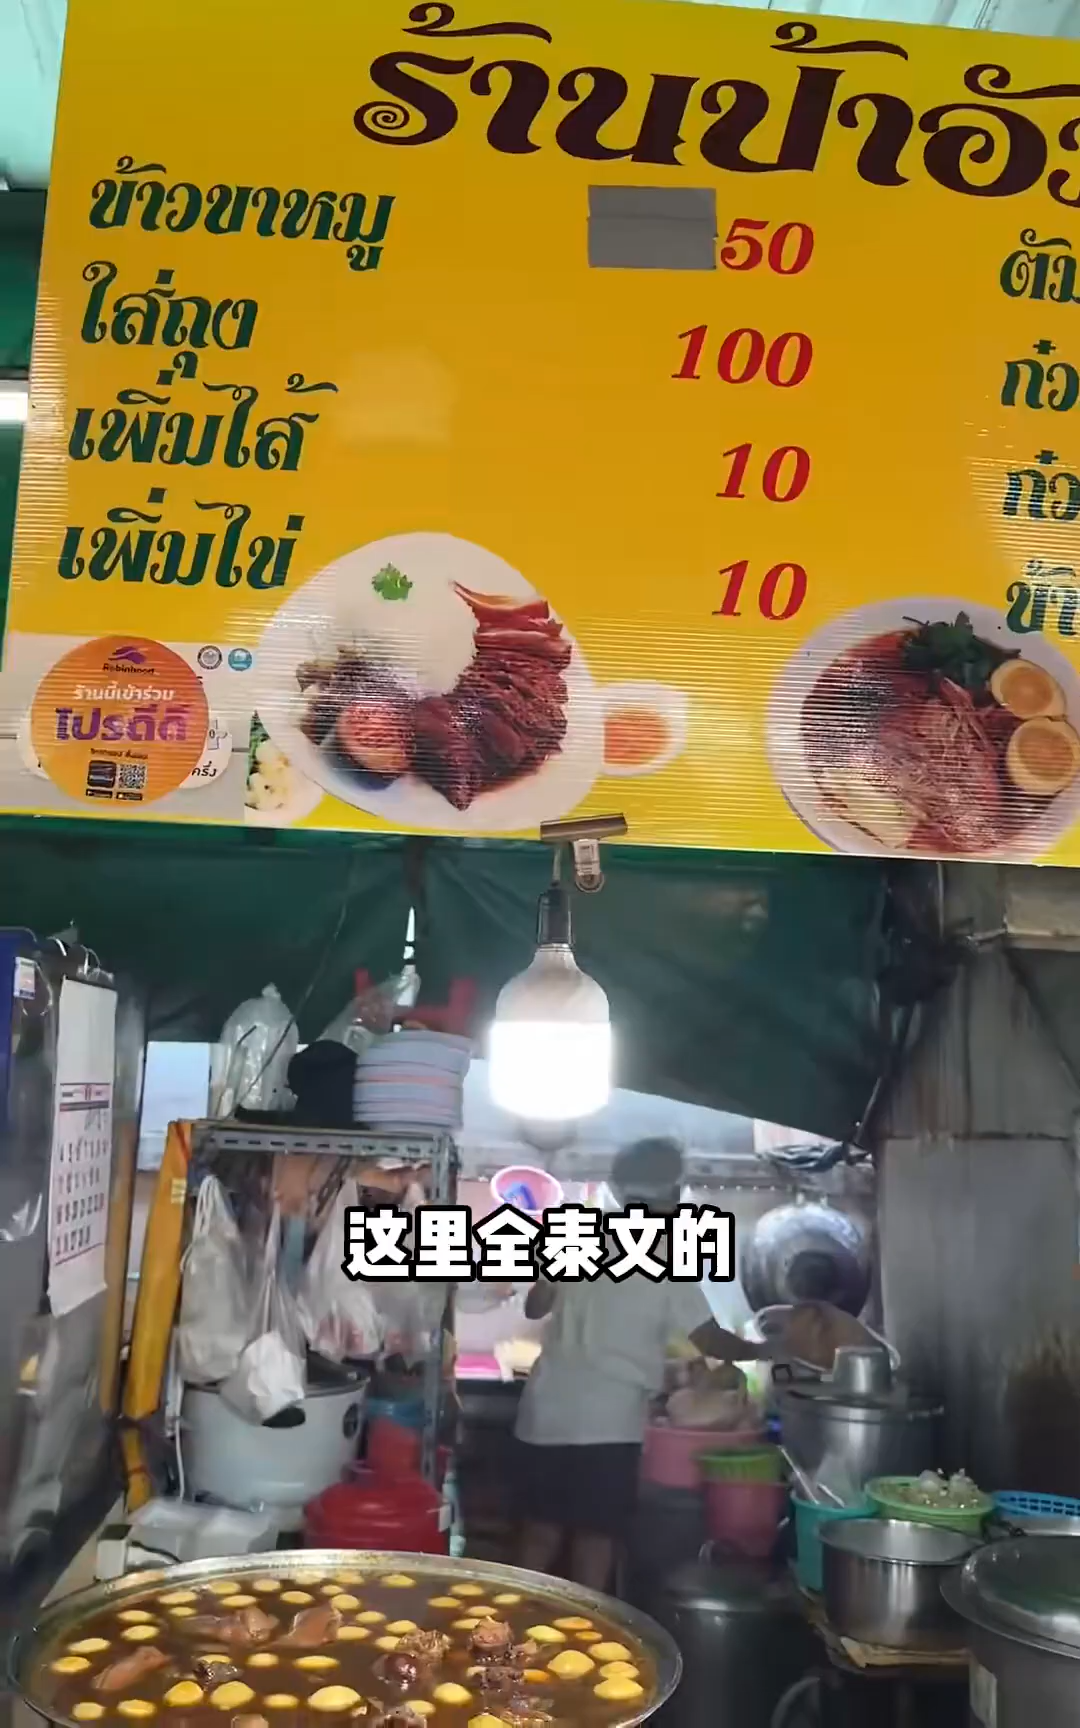 ร้านป้า
ข้าวขาหมู 50
ใส่ถุง 100
เพิ่มไส้ 10
เพิ่มไข่ 10
Robinhood
ร้านนี้เข้าร่วม
โปรดีดี
这里全泰文的